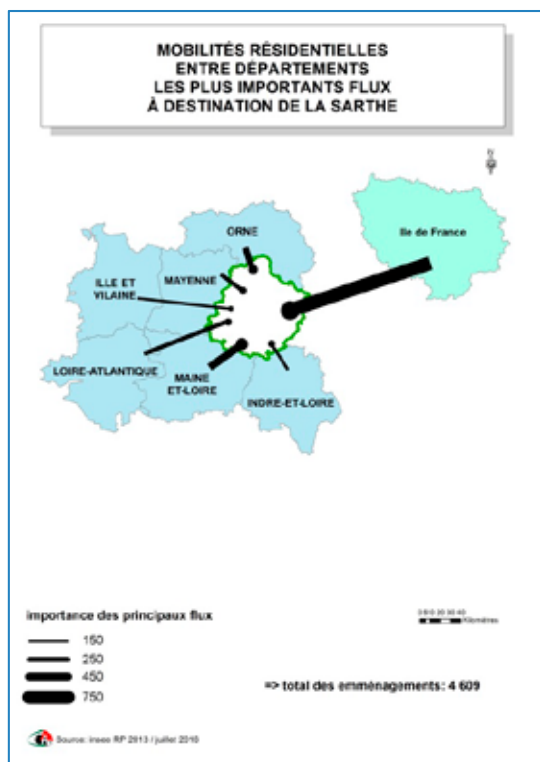 MOBILITÉS RÉSIDENTIELLES
ENTRE DÉPARTEMENTS
LES PLUS IMPORTANTS FLUX
À DESTINATION DE LA SARTHE
N
ORNE
Ile de France
MAYENNE
ILLE ET
VILAINE
LOIRE-ATLANTIQUE
MAINE
ET-LOIRE
INDRE-ET-LOIRE
importance des principaux flux
150
250
450
750
Kilomètres
=> total des emménagements: 4 609
Source: insee RP 2013 / juillet 2016